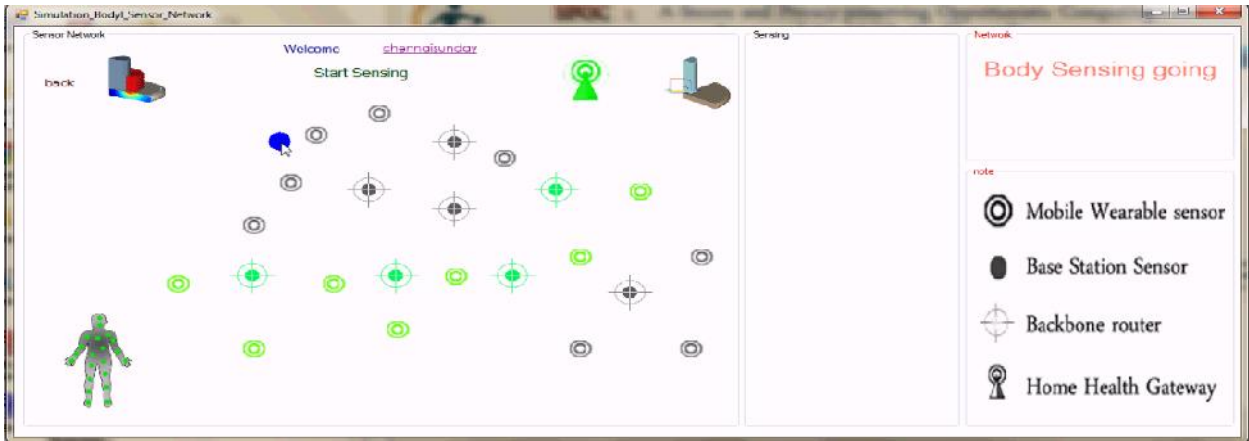 Simulation_Bodyl_Sensor_Network
Sensor Network
Welcome chennaisunday
Start Sensing
back
Sensing
Network
Body Sensing going
note
Mobile Wearable sensor
Base Station Sensor
Backbone router
Home Health Gateway